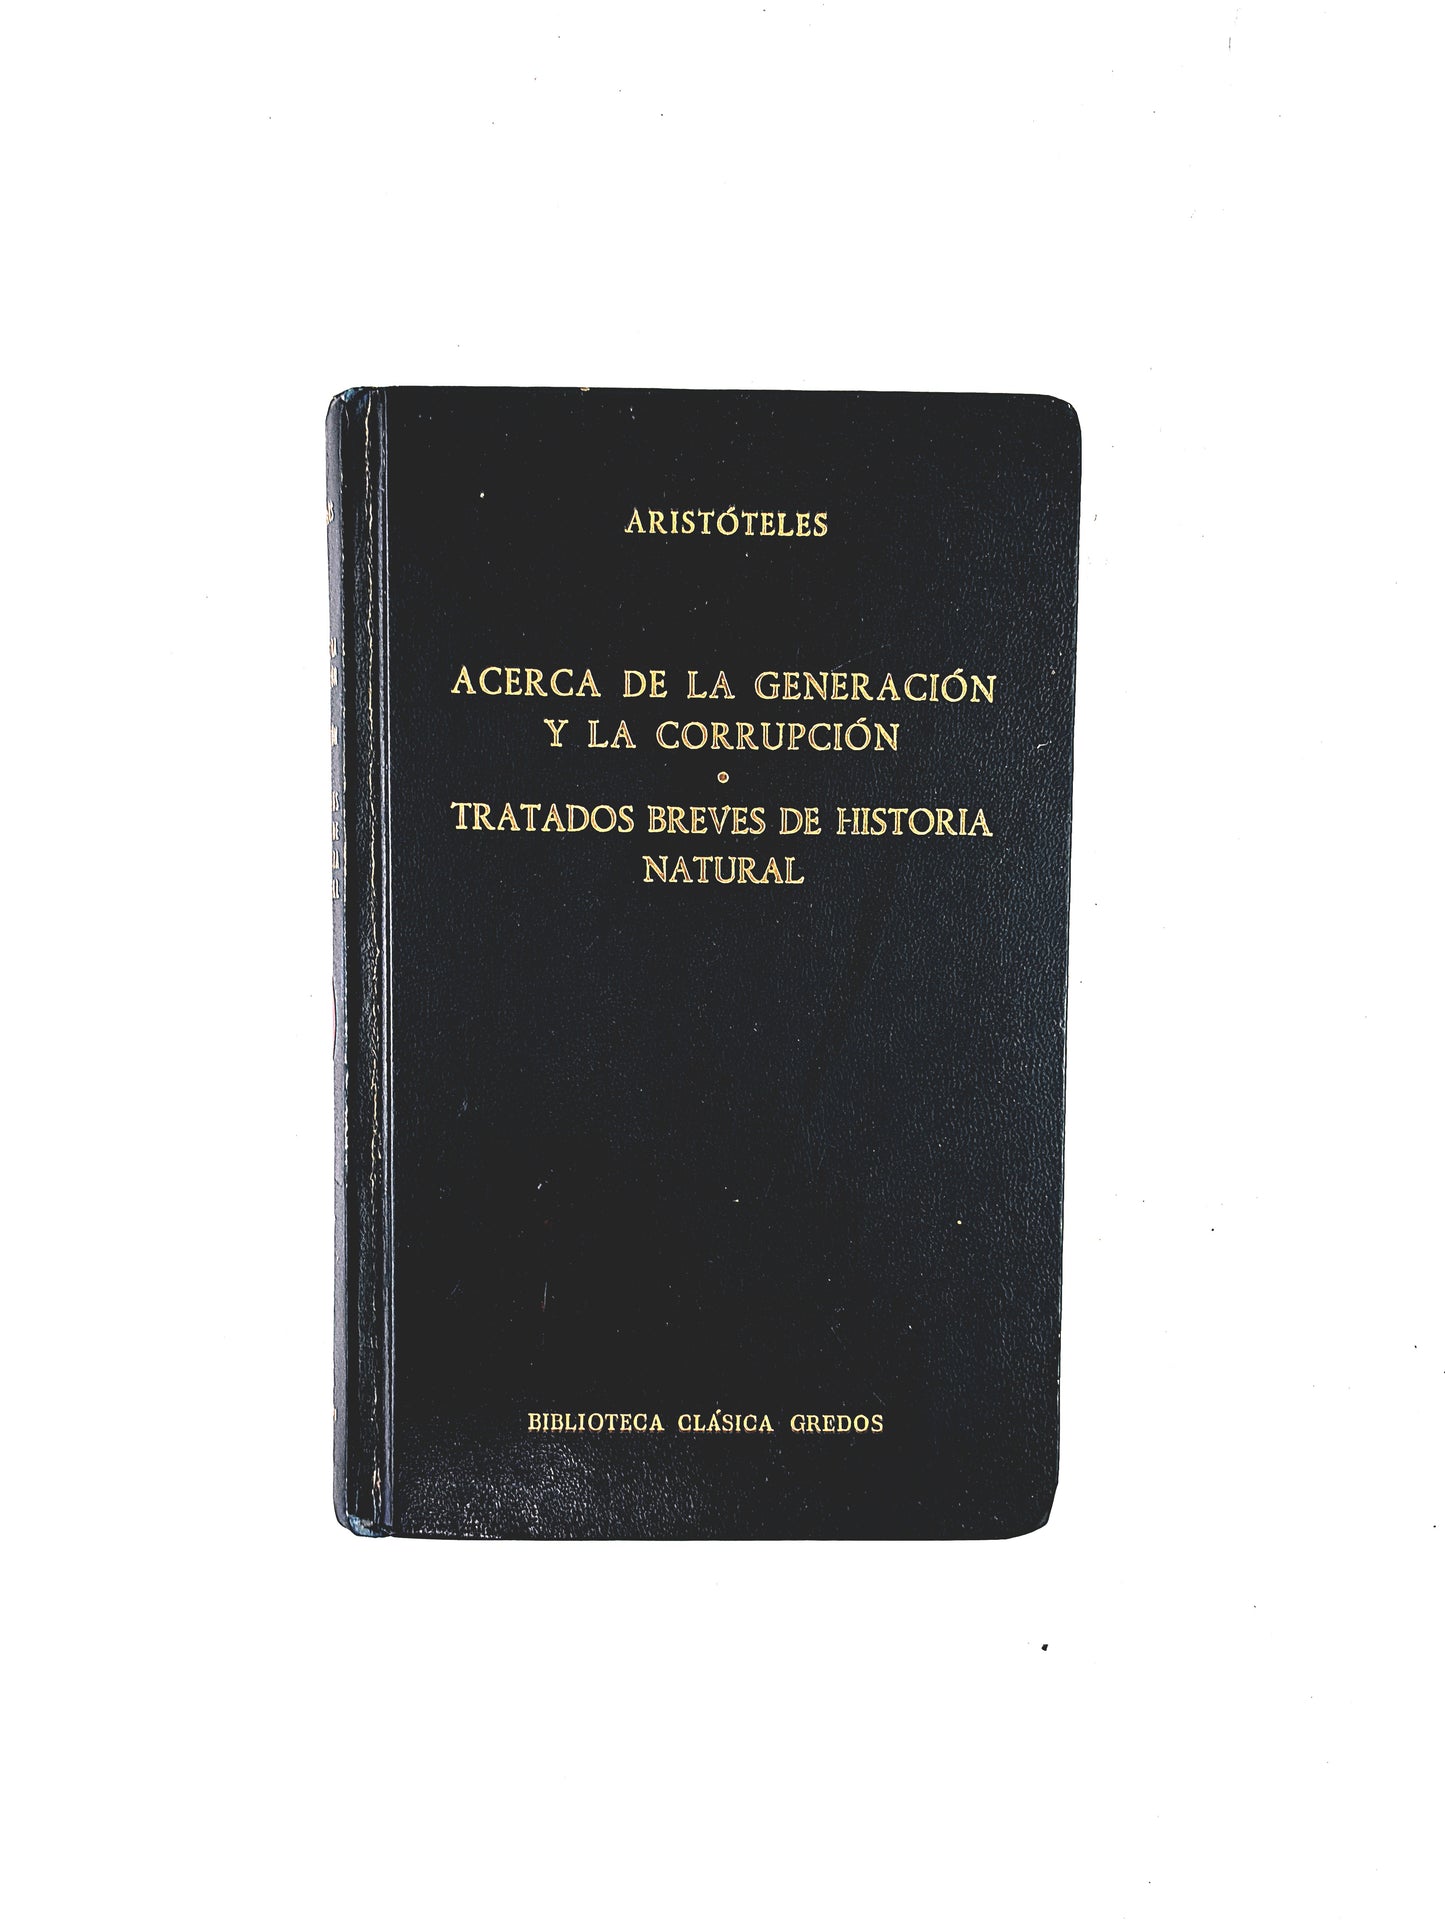 ARISTÓTELES
ACERCA DE LA GENERACIÓN
Y LA CORRUPCIÓN
TRATADOS BREVES DE HISTORIA
NATURAL
BIBLIOTECA CLÁSICA GREDOS